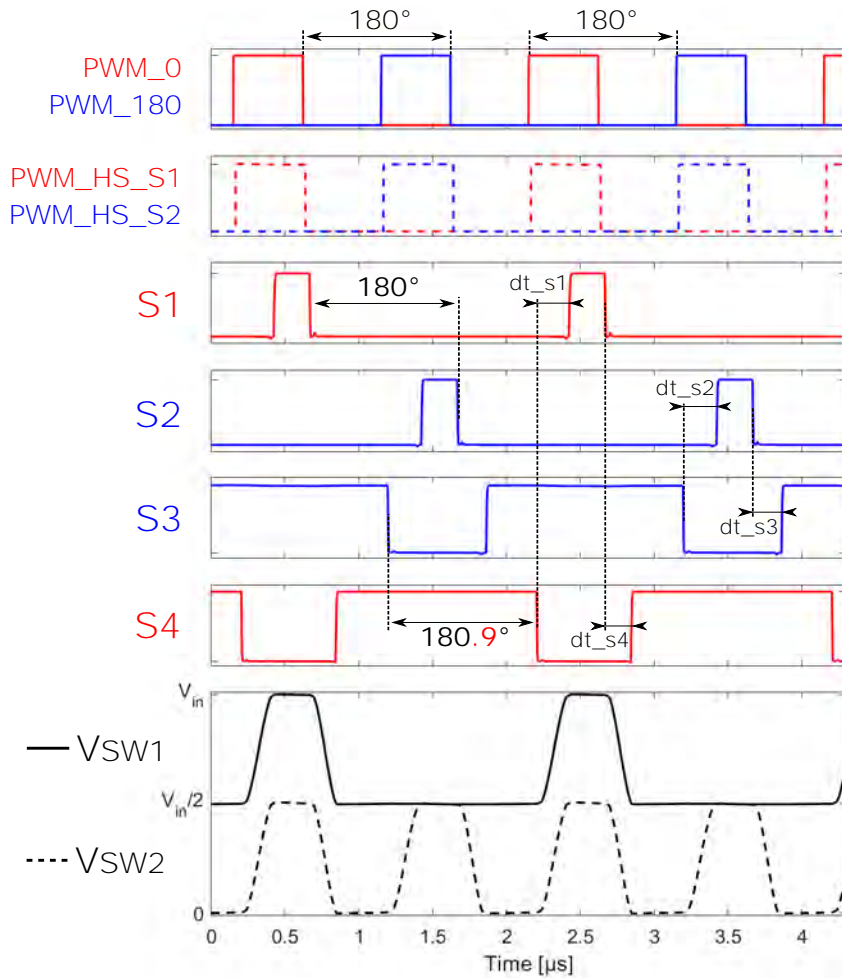 180° 180°
PWM_0
PWM_180
PWM_HS_S1
PWM_HS_S2
S1
180°
dt_s1
S2
dt_s2
S3
dt_s3
S4
180.9°
dt_s4
Vin
VSW1
Vin/2
VSW2
0
0 0.5 1 1.5 2 2.5 3 3.5 4
Time [μs]